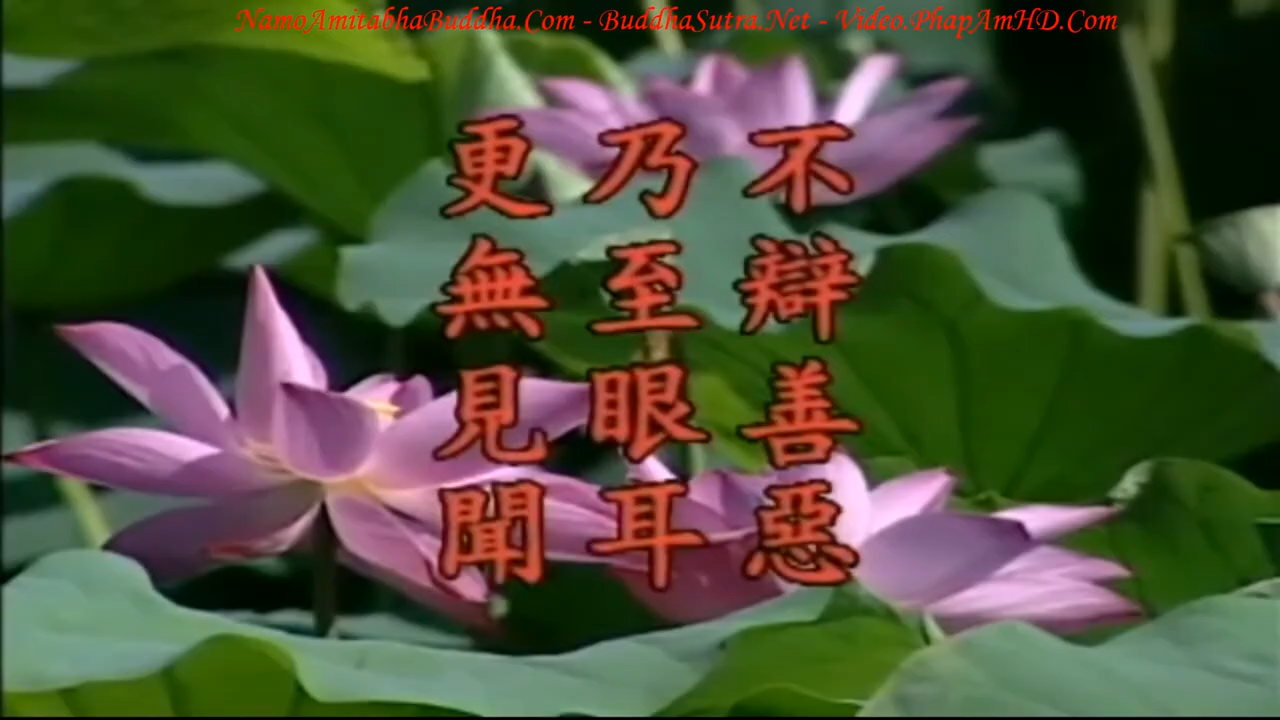 NamoAmitabhaBuddha.Com - BuddhaSutra.Net - Video.PhapAmHD.Com
不辯善惡
乃至眼耳
更無見聞